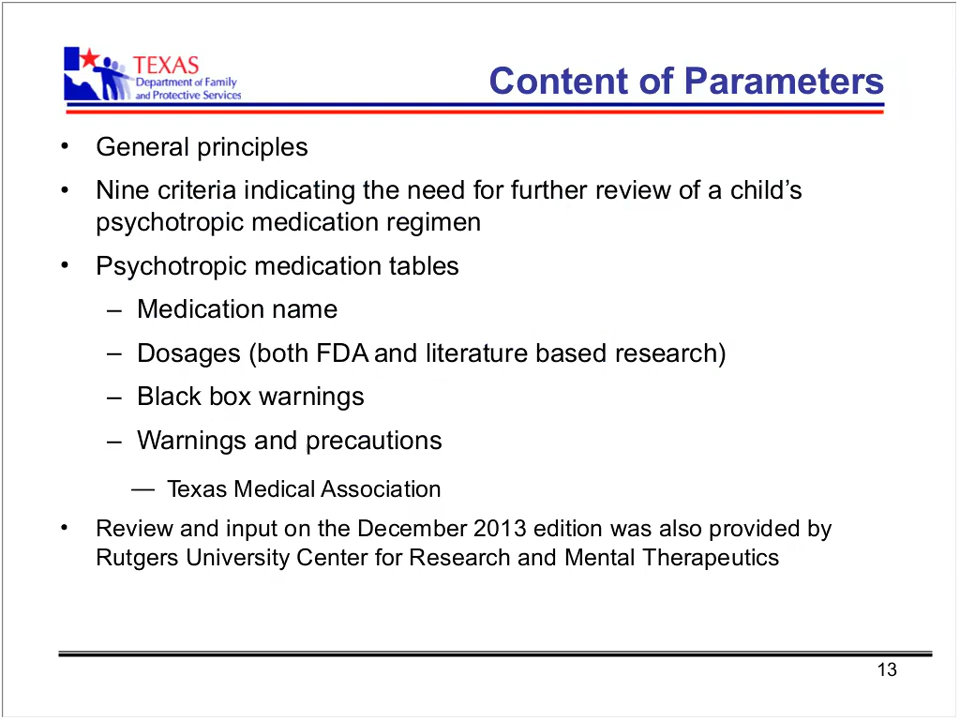 TEXAS
Department of Family
and Protective Services
Content of Parameters
• General principles
• Nine criteria indicating the need for further review of a child’s
psychotropic medication regimen
• Psychotropic medication tables
– Medication name
– Dosages (both FDA and literature based research)
– Black box warnings
– Warnings and precautions
— Texas Medical Association
• Review and input on the December 2013 edition was also provided by
Rutgers University Center for Research and Mental Therapeutics
13